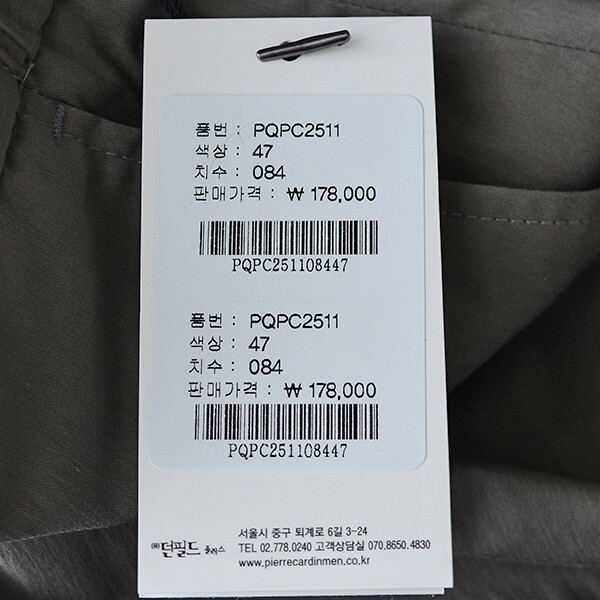 품번 : PQPC2511
색상 : 47
치수 : 084
판매가격 : ₩ 178,000
PQPC251108447
품번 : PQPC2511
색상 : 47
치수 : 084
판매가격 : ₩ 178,000
PQPC251108447
서울시 중구 퇴계로 6길 3-24
㈜던필드 플러스 TEL 02.778.0240 고객상담실 070.8650.4830
www.pierrecardinmen.co.kr